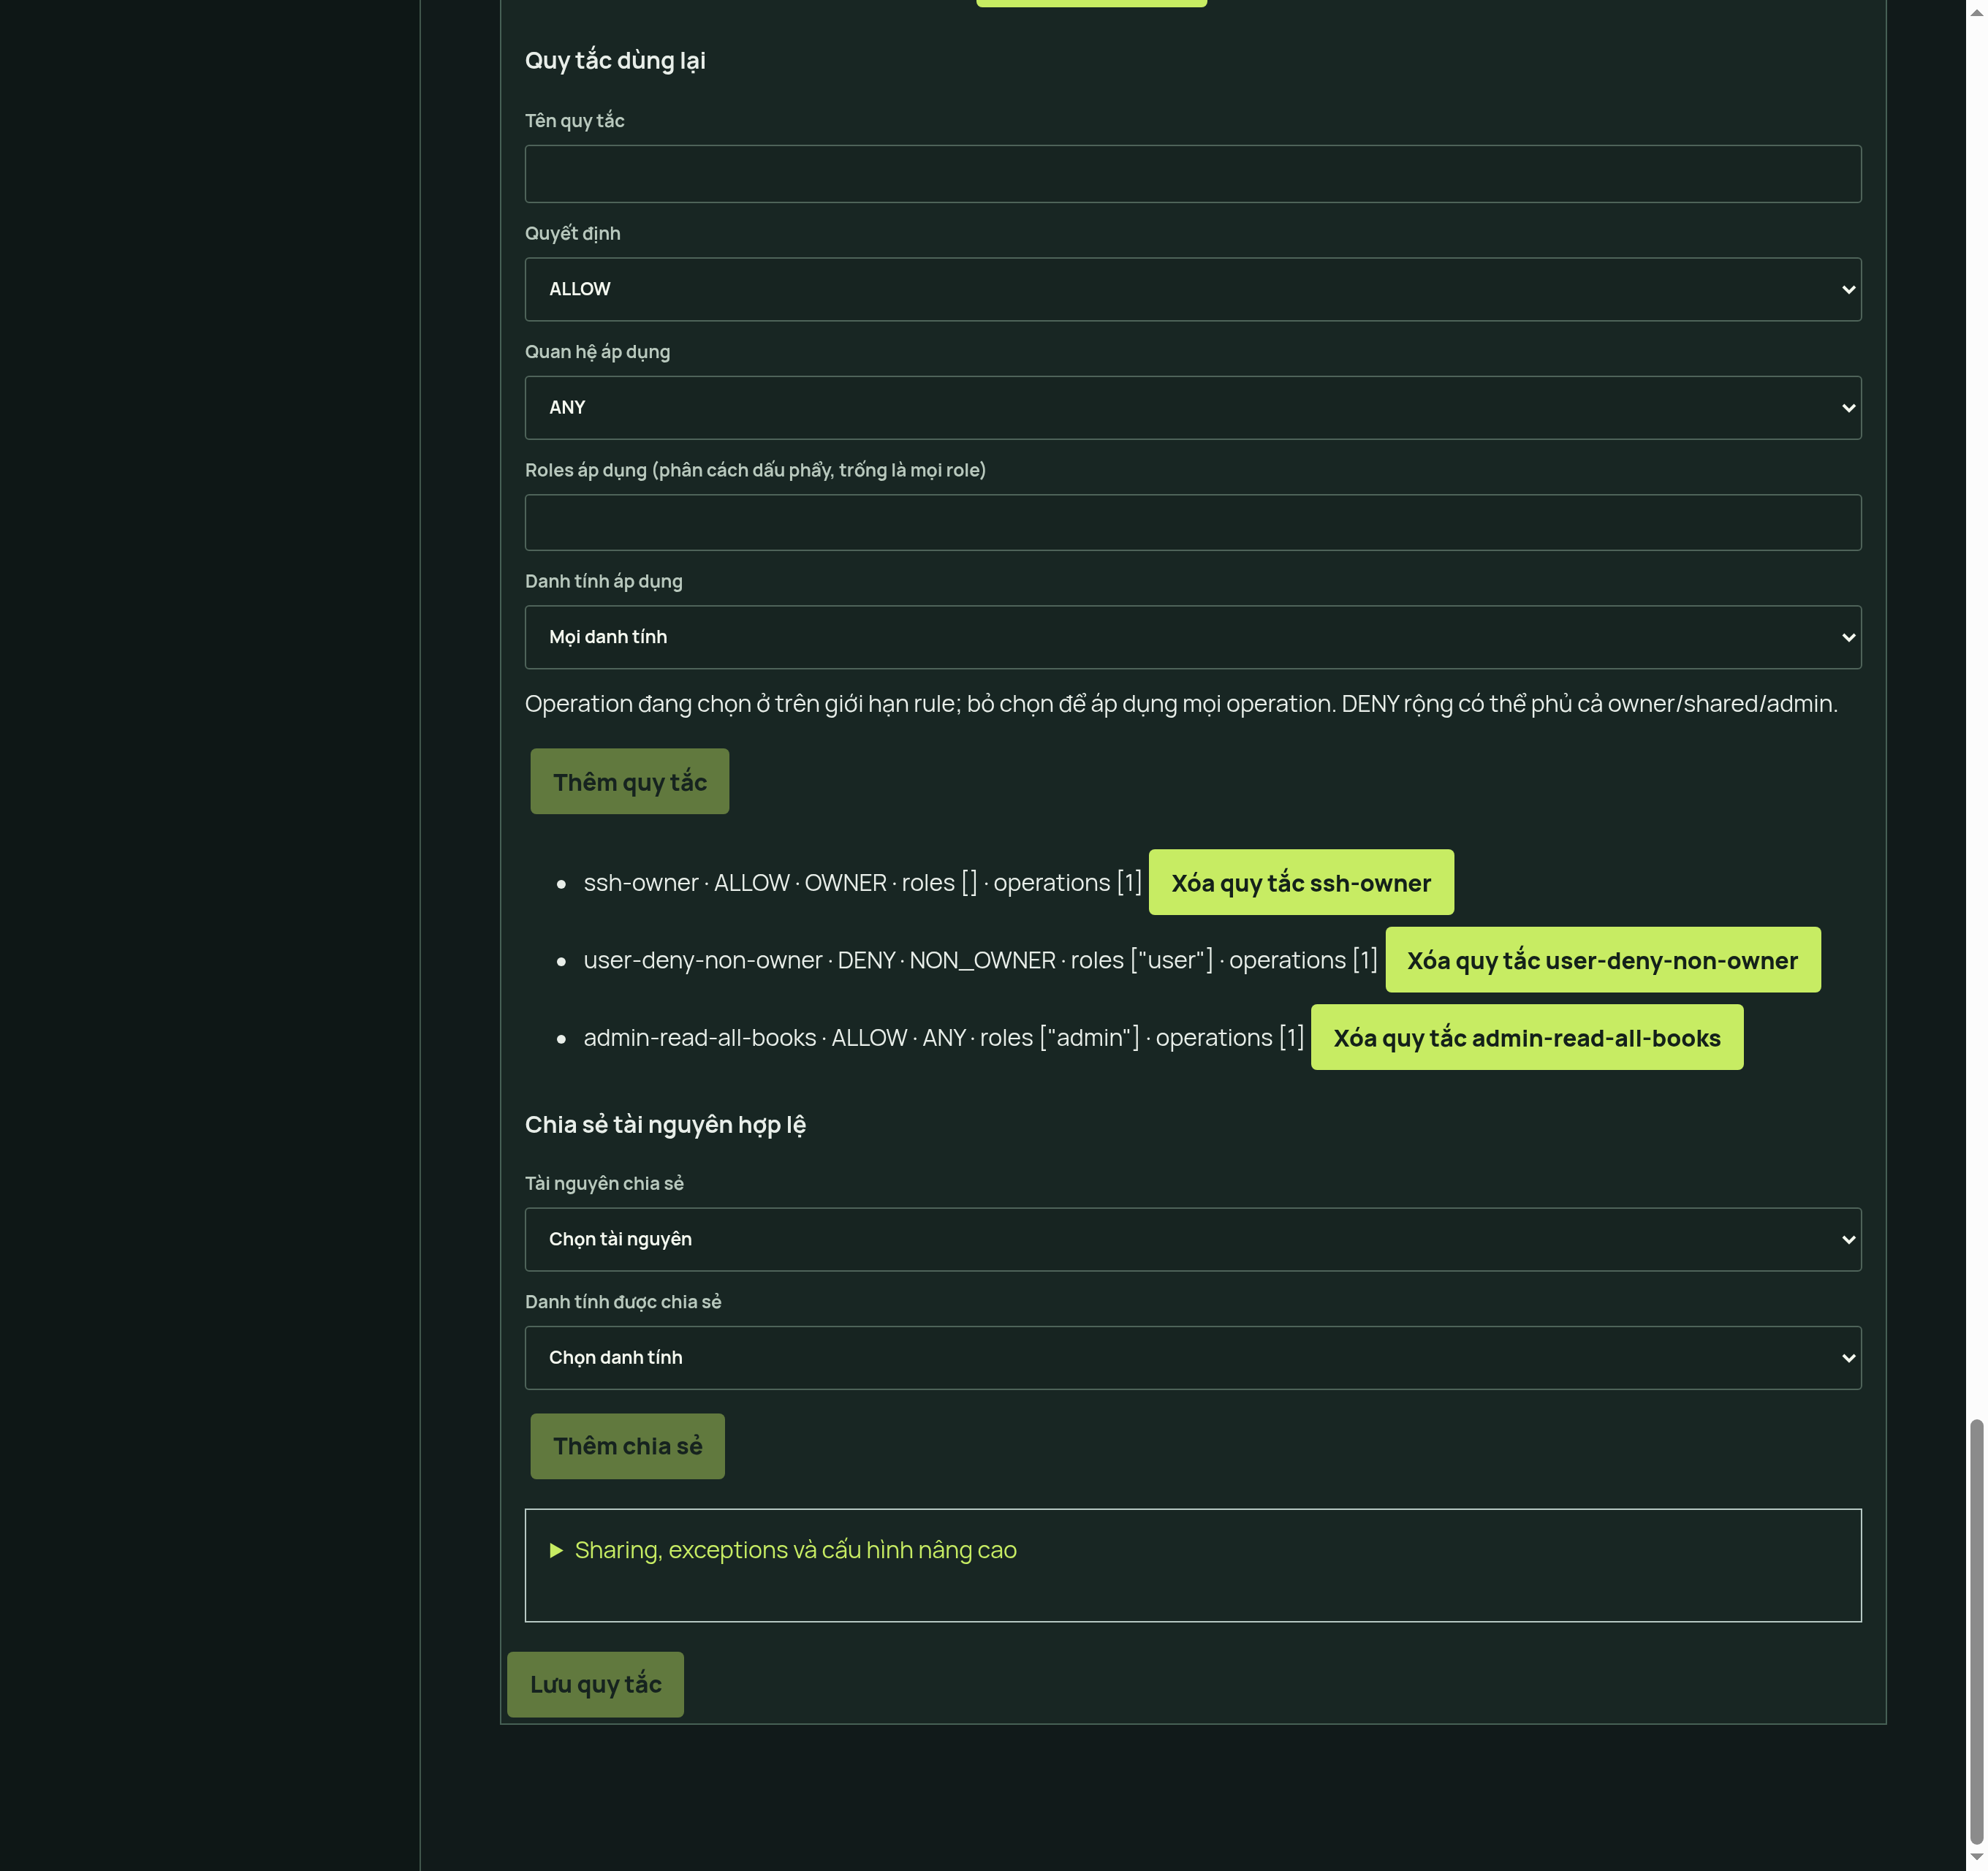 Quy tắc dùng lại
Tên quy tắc
Quyết định
ALLOW
Quan hệ áp dụng
ANY
Roles áp dụng (phân cách dấu phẩy, trống là mọi role)
Danh tính áp dụng
Mọi danh tính
Operation đang chọn ở trên giới hạn rule; bỏ chọn để áp dụng mọi operation. DENY rộng có thể phủ cả owner/shared/admin.
Thêm quy tắc
ssh-owner · ALLOW · OWNER · roles [] · operations [1] Xóa quy tắc ssh-owner
user-deny-non-owner · DENY · NON_OWNER · roles ["user"] · operations [1] Xóa quy tắc user-deny-non-owner
admin-read-all-books · ALLOW · ANY · roles ["admin"] · operations [1] Xóa quy tắc admin-read-all-books
Chia sẻ tài nguyên hợp lệ
Tài nguyên chia sẻ
Chọn tài nguyên
Danh tính được chia sẻ
Chọn danh tính
Thêm chia sẻ
Sharing, exceptions và cấu hình nâng cao
Lưu quy tắc